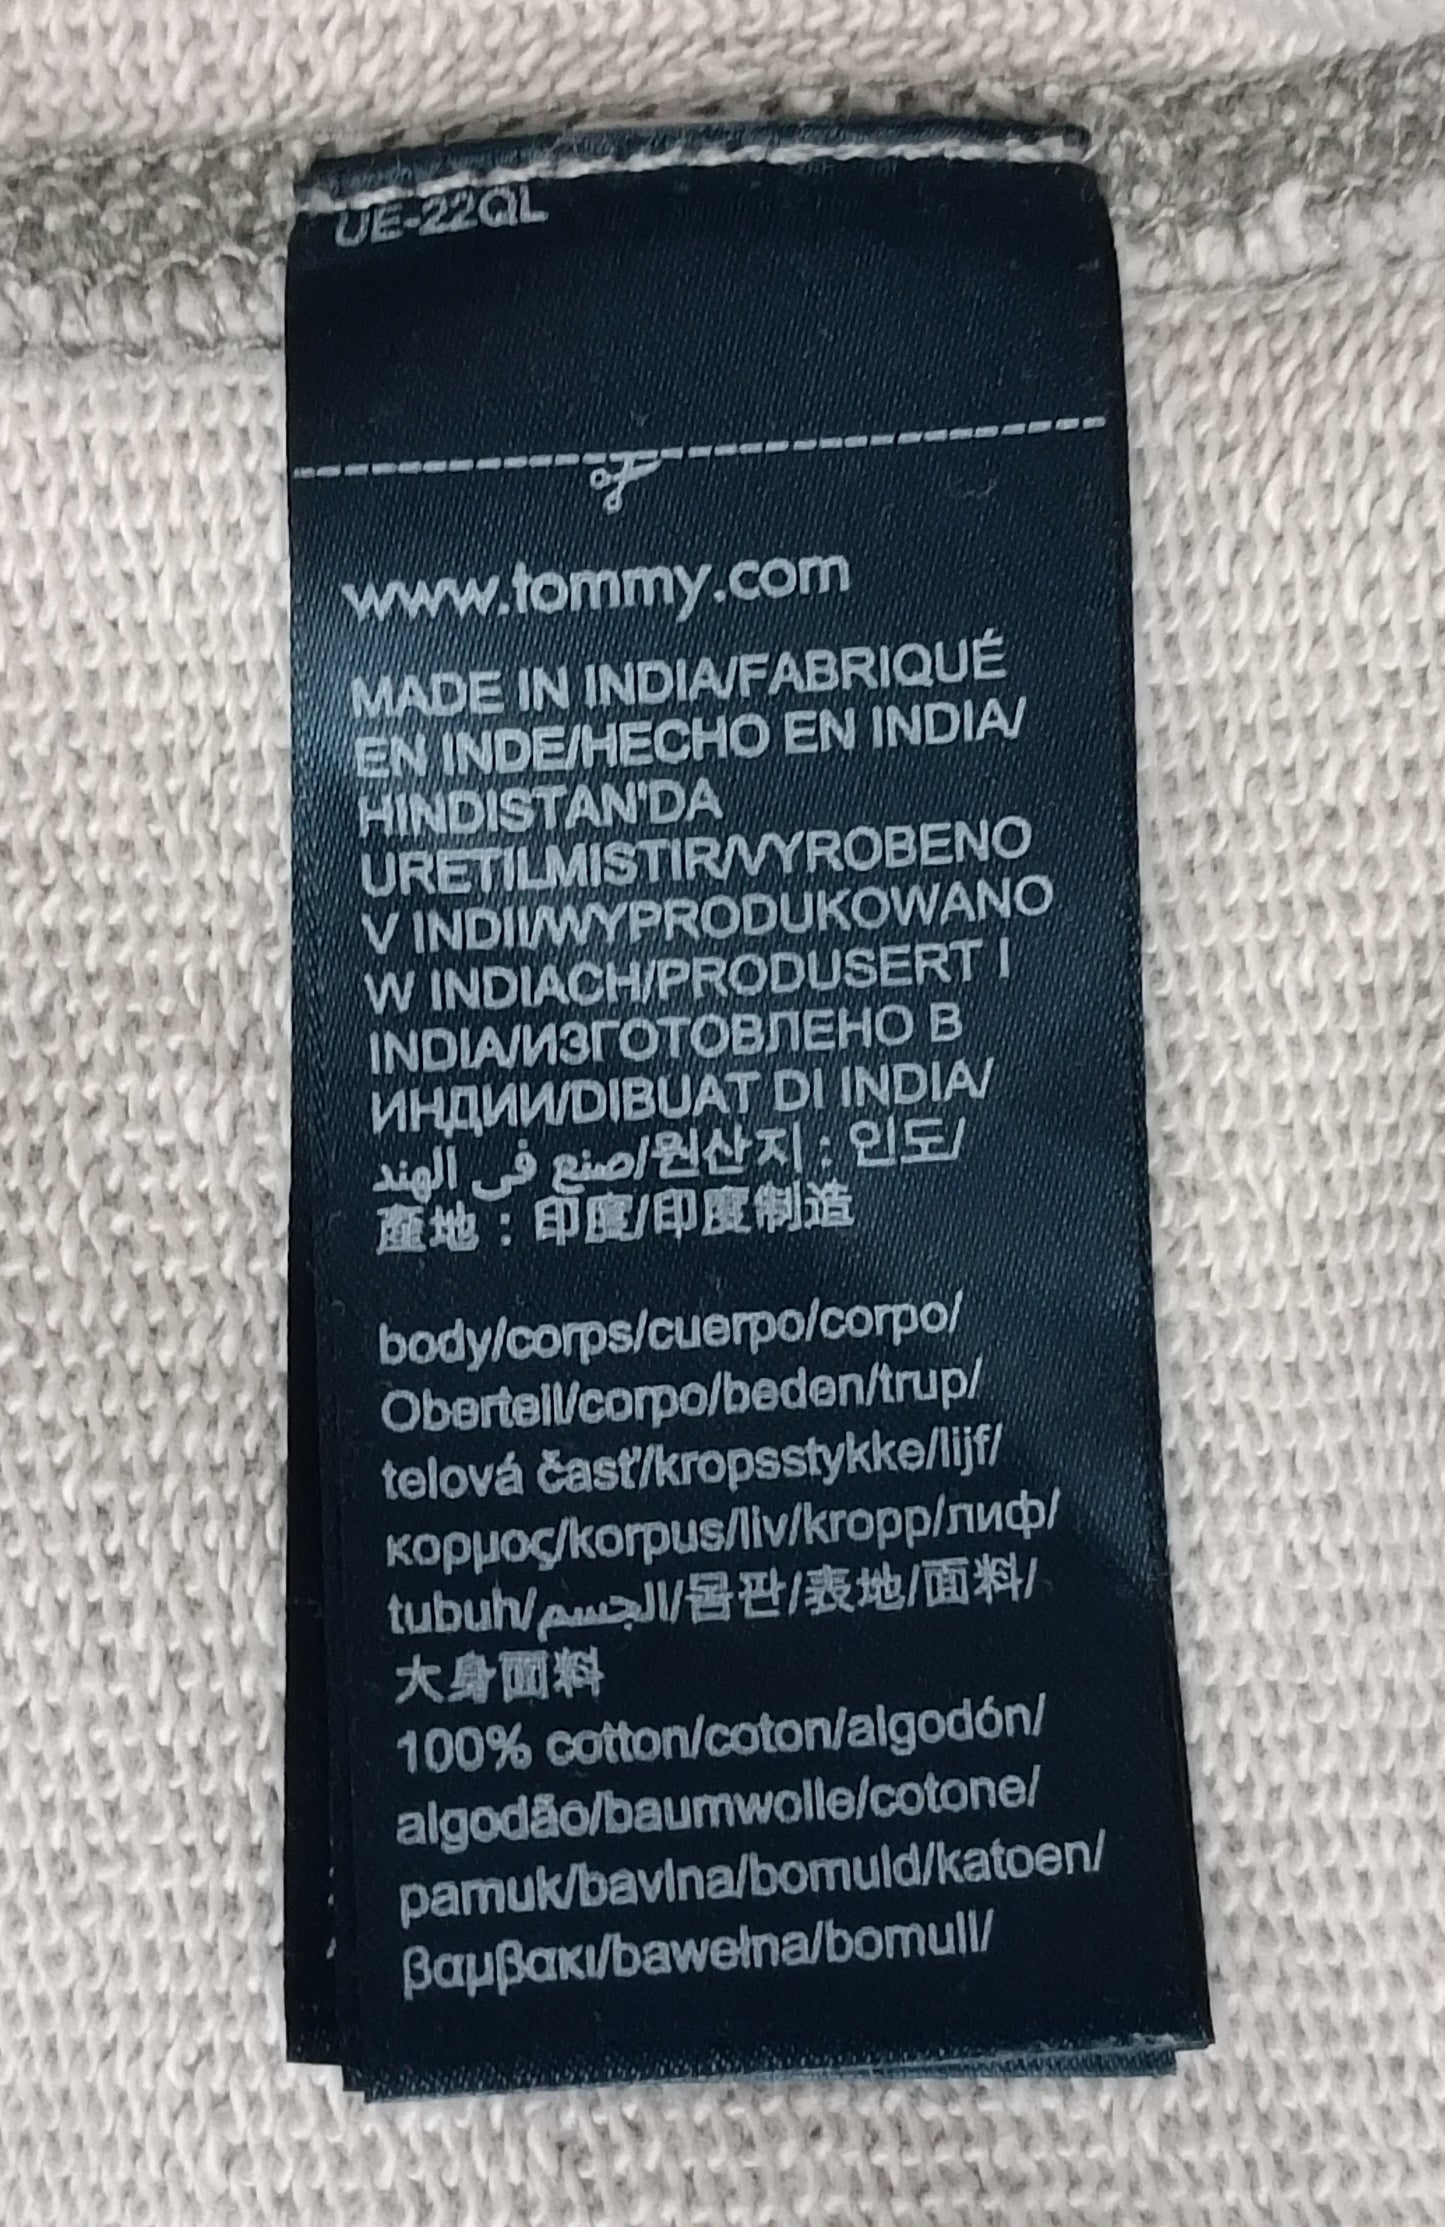 UE-22QL
www.tommy.com
MADE IN INDIA/FABRIQUÉ
EN INDE/HECHO EN INDIA/
HINDISTAN'DA
URETILMISTIR/VYROBENO
V INDII/WYPRODUKOWANO
W INDIACH/PRODUSERT I
INDIA/ИЗГОТОВЛЕНО В
ИНДИИ/DIBUAT DI INDIA/
صنع في الهند/원산지 : 인도/
產地 : 印度/印度制造
body/corps/cuerpo/corpo/
Oberteil/corpo/beden/trup/
telová časť/kropsstykke/lijf/
κορμος/korpus/liv/kropp/лиф/
tubuh/الجسم/몸판/表地/面料/
大身面料
100% cotton/coton/algodón/
algodão/baumwolle/cotone/
pamuk/bavlna/bomuld/katoen/
βαμβακι/bawełna/bomull/